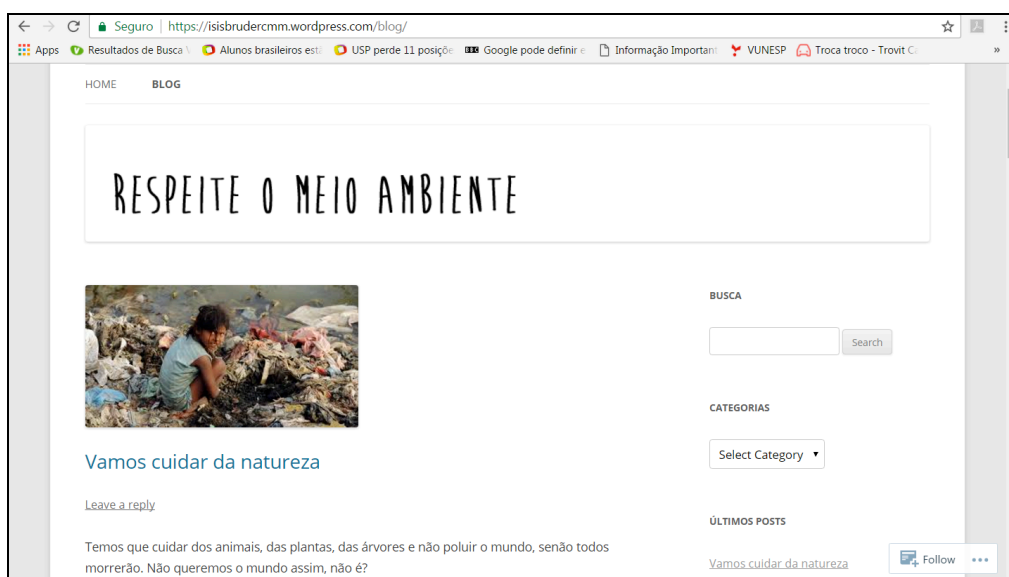 Seguro | https://isisbrudercmm.wordpress.com/blog/
Apps Resultados de Busca \ Alunos brasileiros est USP perde 11 posiçõe Google pode definir e Informação Important VUNESP Troca troco - Trovit C »
HOME BLOG
RESPEITE O MEIO AMBIENTE
BUSCA
Search
CATEGORIAS
Select Category
Vamos cuidar da natureza
Leave a reply
ÚLTIMOS POSTS
Temos que cuidar dos animais, das plantas, das árvores e não poluir o mundo, senão todos
morrerão. Não queremos o mundo assim, não é?
Vamos cuidar da natureza
Follow